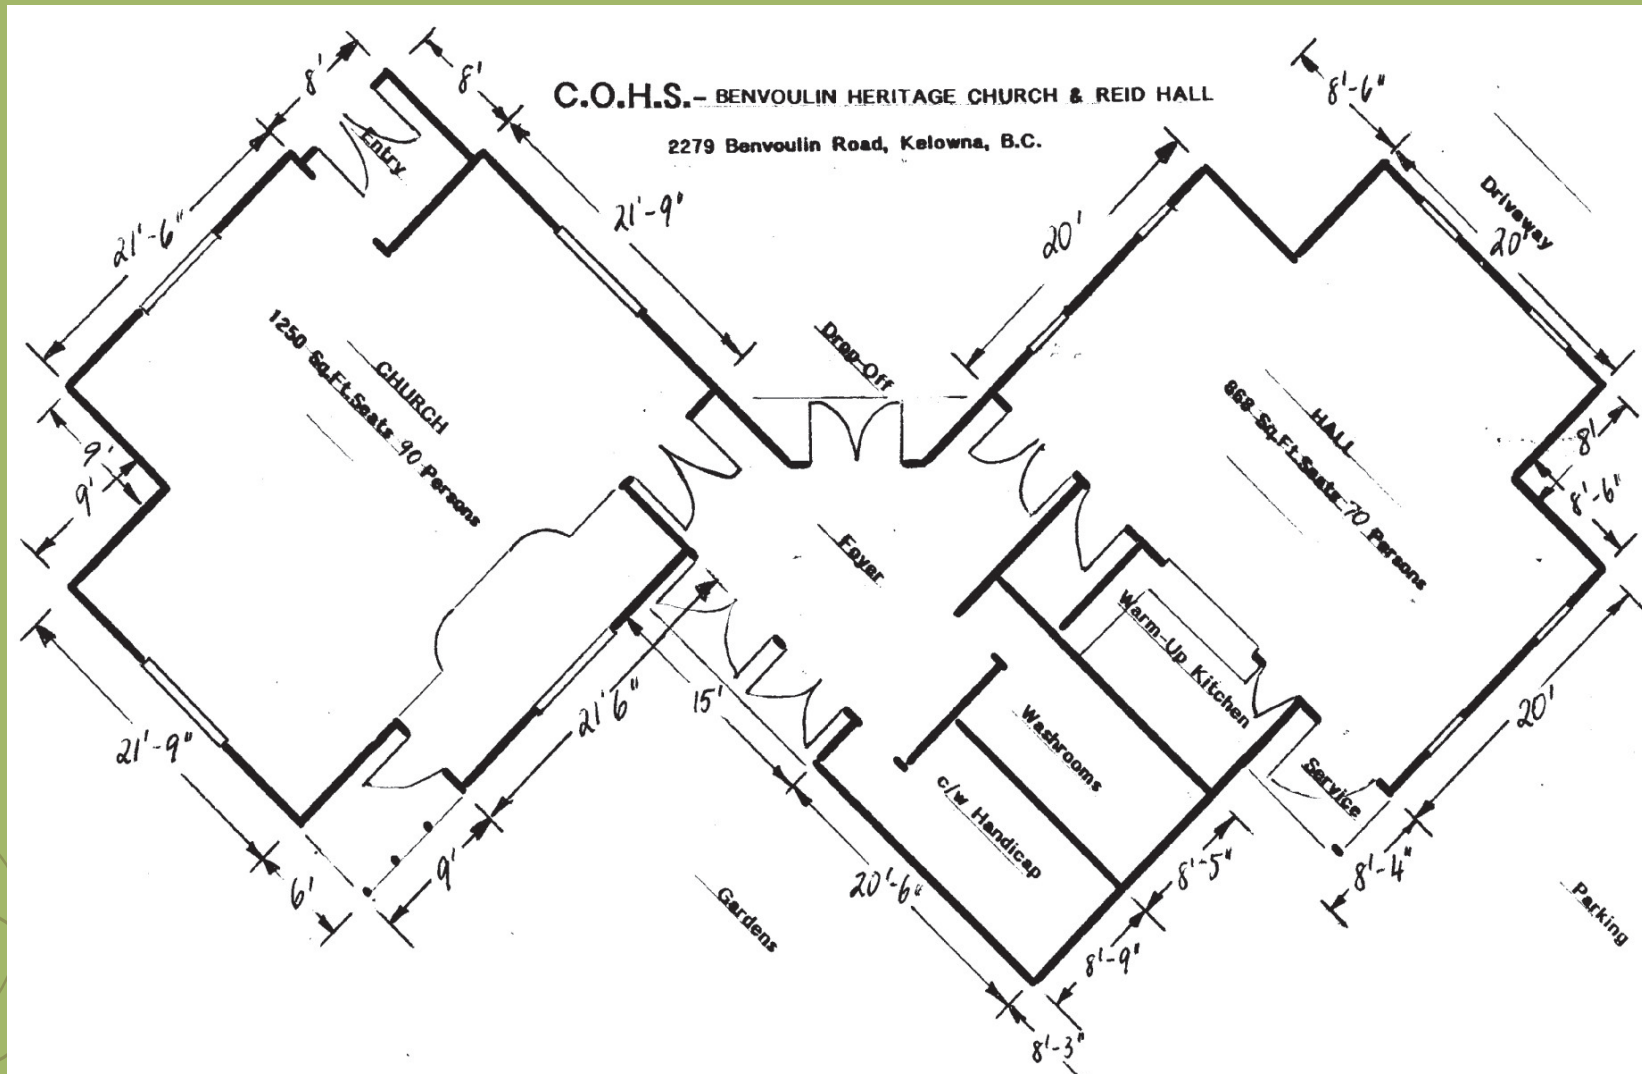 C.O.H.S.- BENVOULIN HERITAGE CHURCH & REID HALL
2279 Benvoulin Road, Kelowna, B.C.
8'
8'
8'-6"
Entry
21'-6"
21'-9"
20'
Driveway
20'
Drop-Off
CHURCH
1250 Sq.Ft.Seats 90 Persons
HALL
868 Sq.Ft.Seats 70 Persons
9'
9'
8'
8'-6"
Foyer
Warm-Up Kitchen
21'-9"
21'6"
15'
Washrooms
c/w Handicap
Service
20'
6'
9'
20'-6"
8'-5"
8'-4"
Gardens
Parking
8'-9"
8'-3"